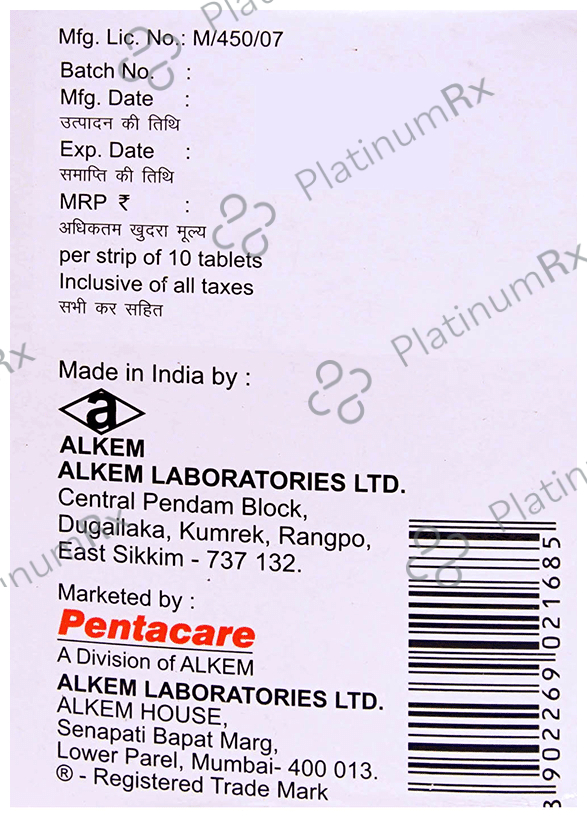 Mfg. Lic. No.: M/450/07
Batch No. :
Mfg. Date :
उत्पादन की तिथि
Exp. Date :
समाप्ति की तिथि
MRP ₹ :
अधिकतम खुदरा मूल्य
per strip of 10 tablets
Inclusive of all taxes
सभी कर सहित
PlatinumRx
PlatinumRx
Made in India by :
a
ALKEM
ALKEM LABORATORIES LTD.
Central Pendam Block,
Dugailaka, Kumrek, Rangpo,
East Sikkim - 737 132.
Marketed by :
Pentacare
A Division of ALKEM
ALKEM LABORATORIES LTD.
ALKEM HOUSE,
Senapati Bapat Marg,
Lower Parel, Mumbai- 400 013.
® - Registered Trade Mark
8 902269 021685